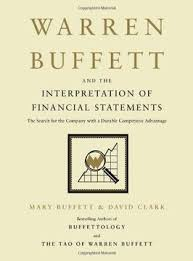 WARREN
BUFFETT
AND THE
INTERPRETATION OF
FINANCIAL STATEMENTS
The Search for the Company with a Durable Competitive Advantage
MARY BUFFETT & DAVID CLARK
Bestselling Authors of
BUFFETTOLOGY
and
THE TAO OF WARREN BUFFETT